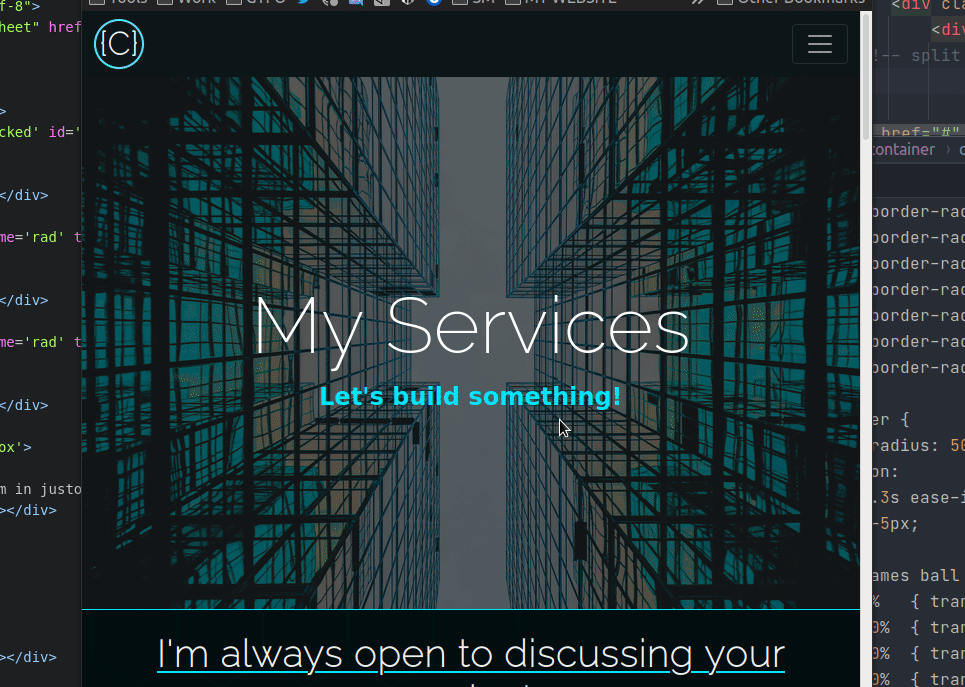 f-8">
heet" href
>
cked' id='
</div>
me='rad' t
</div>
me='rad' t
</div>
ox'>
m in justo
></div>
></div>
Tools
Work
SM
MY WEBSITE
Other Bookmarks
{C}
My Services
Let's build something!
I'm always open to discussing your
<div cla
<div
!-- split
href="#"
container › c
border-rad
border-rad
border-rad
border-rad
border-rad
border-rad
border-rad
er {
radius: 50
on:
.3s ease-i
-5px;
ames ball
% { tran
0% { tran
0% { tran
0% { tran